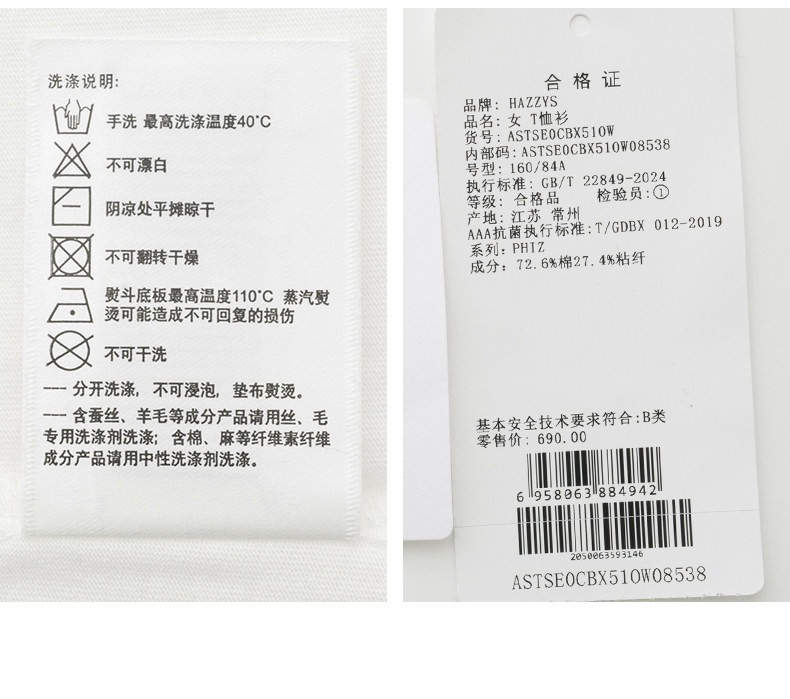 洗涤说明:
手洗 最高洗涤温度40°C
不可漂白
阴凉处平摊晾干
不可翻转干燥
熨斗底板最高温度110°C 蒸汽熨
烫可能造成不可回复的损伤
不可干洗
--- 分开洗涤, 不可浸泡, 垫布熨烫。
--- 含蚕丝、羊毛等成分产品请用丝、毛
专用洗涤剂洗涤; 含棉、麻等纤维素纤维
成分产品请用中性洗涤剂洗涤。
合格证
品牌: HAZZYS
品名: 女 T恤衫
货号: ASTSE0CBX510W
内部码: ASTSE0CBX510W08538
号型: 160/84A
执行标准: GB/T 22849-2024
等级: 合格品 检验员:①
产地: 江苏 常州
AAA抗菌执行标准:T/GDBX 012-2019
系列: PHIZ
成分: 72.6%棉27.4%粘纤
基本安全技术要求符合:B类
零售价: 690.00
6 958063 884942
2050063593146
ASTSE0CBX510W08538